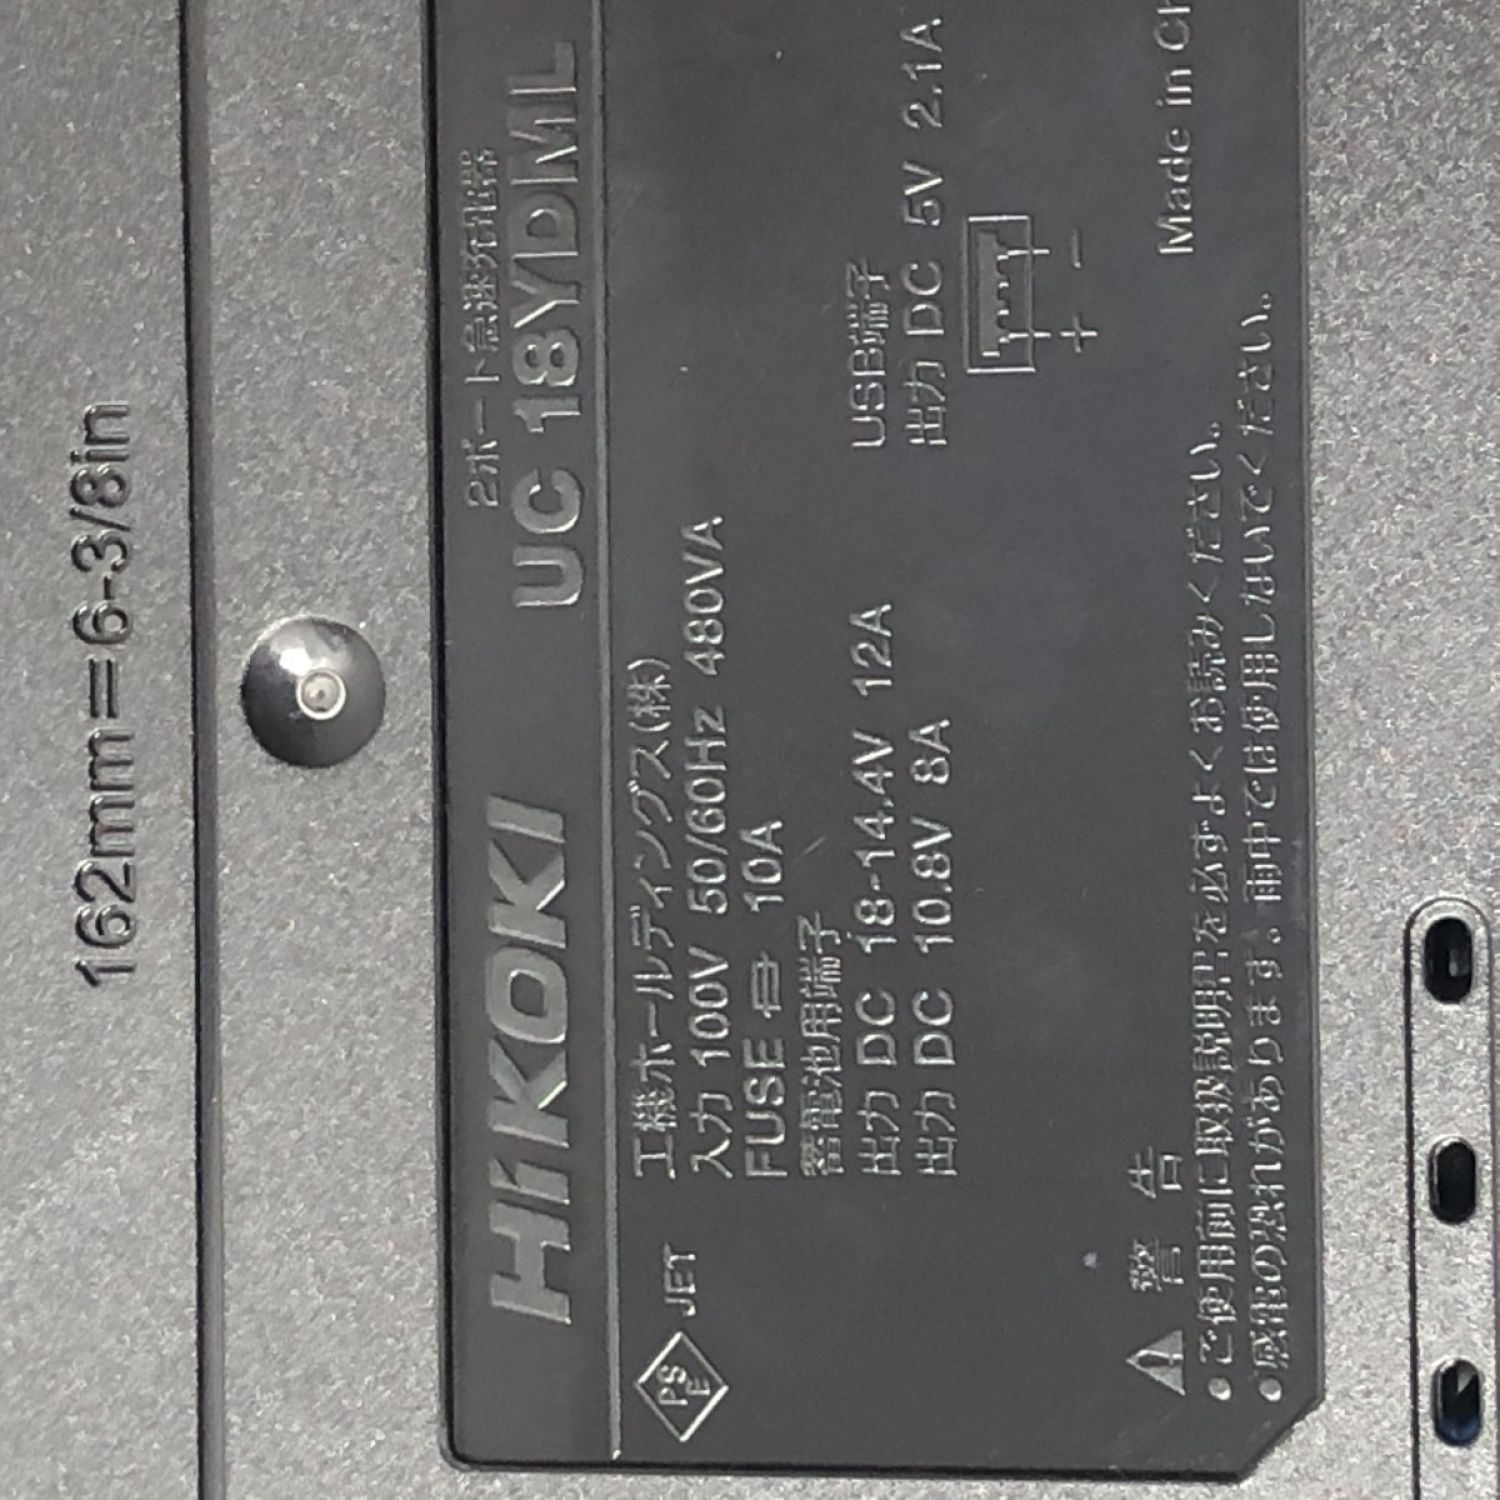 162mm=6-3/8in
HiKOKI
2ポート急速充電器
UC 18YDML
PS
E
JET
工機ホールディングス(株)
入力 100V 50/60Hz 480VA
FUSE 10A
蓄電池用端子
出力 DC 18-14.4V 12A
出力 DC 10.8V 8A
USB端子
出力 DC 5V 2.1A
+ −
Made in Ch
警告
●ご使用前に取扱説明書を必ずよくお読みください。
●感電の恐れがあります。雨中では使用しないでください。